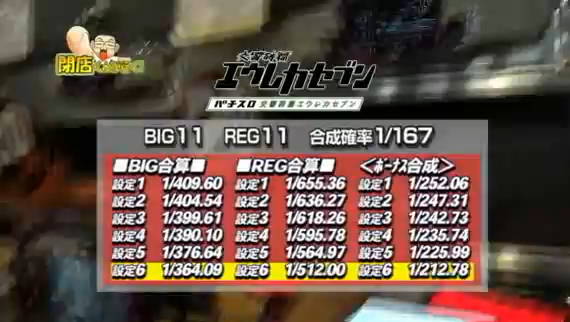 閉店
交響詩篇
エウレカセブン
パチスロ 交響詩篇エウレカセブン
BIG11 REG11 合成確率1/167
■BIG合算■ ■REG合算■ <ボーナス合成>
設定1 1/409.60 設定1 1/655.36 設定1 1/252.06
設定2 1/404.54 設定2 1/636.27 設定2 1/247.31
設定3 1/399.61 設定3 1/618.26 設定3 1/242.73
設定4 1/390.10 設定4 1/595.78 設定4 1/235.74
設定5 1/376.64 設定5 1/564.97 設定5 1/225.99
設定6 1/364.09 設定6 1/512.00 設定6 1/212.78